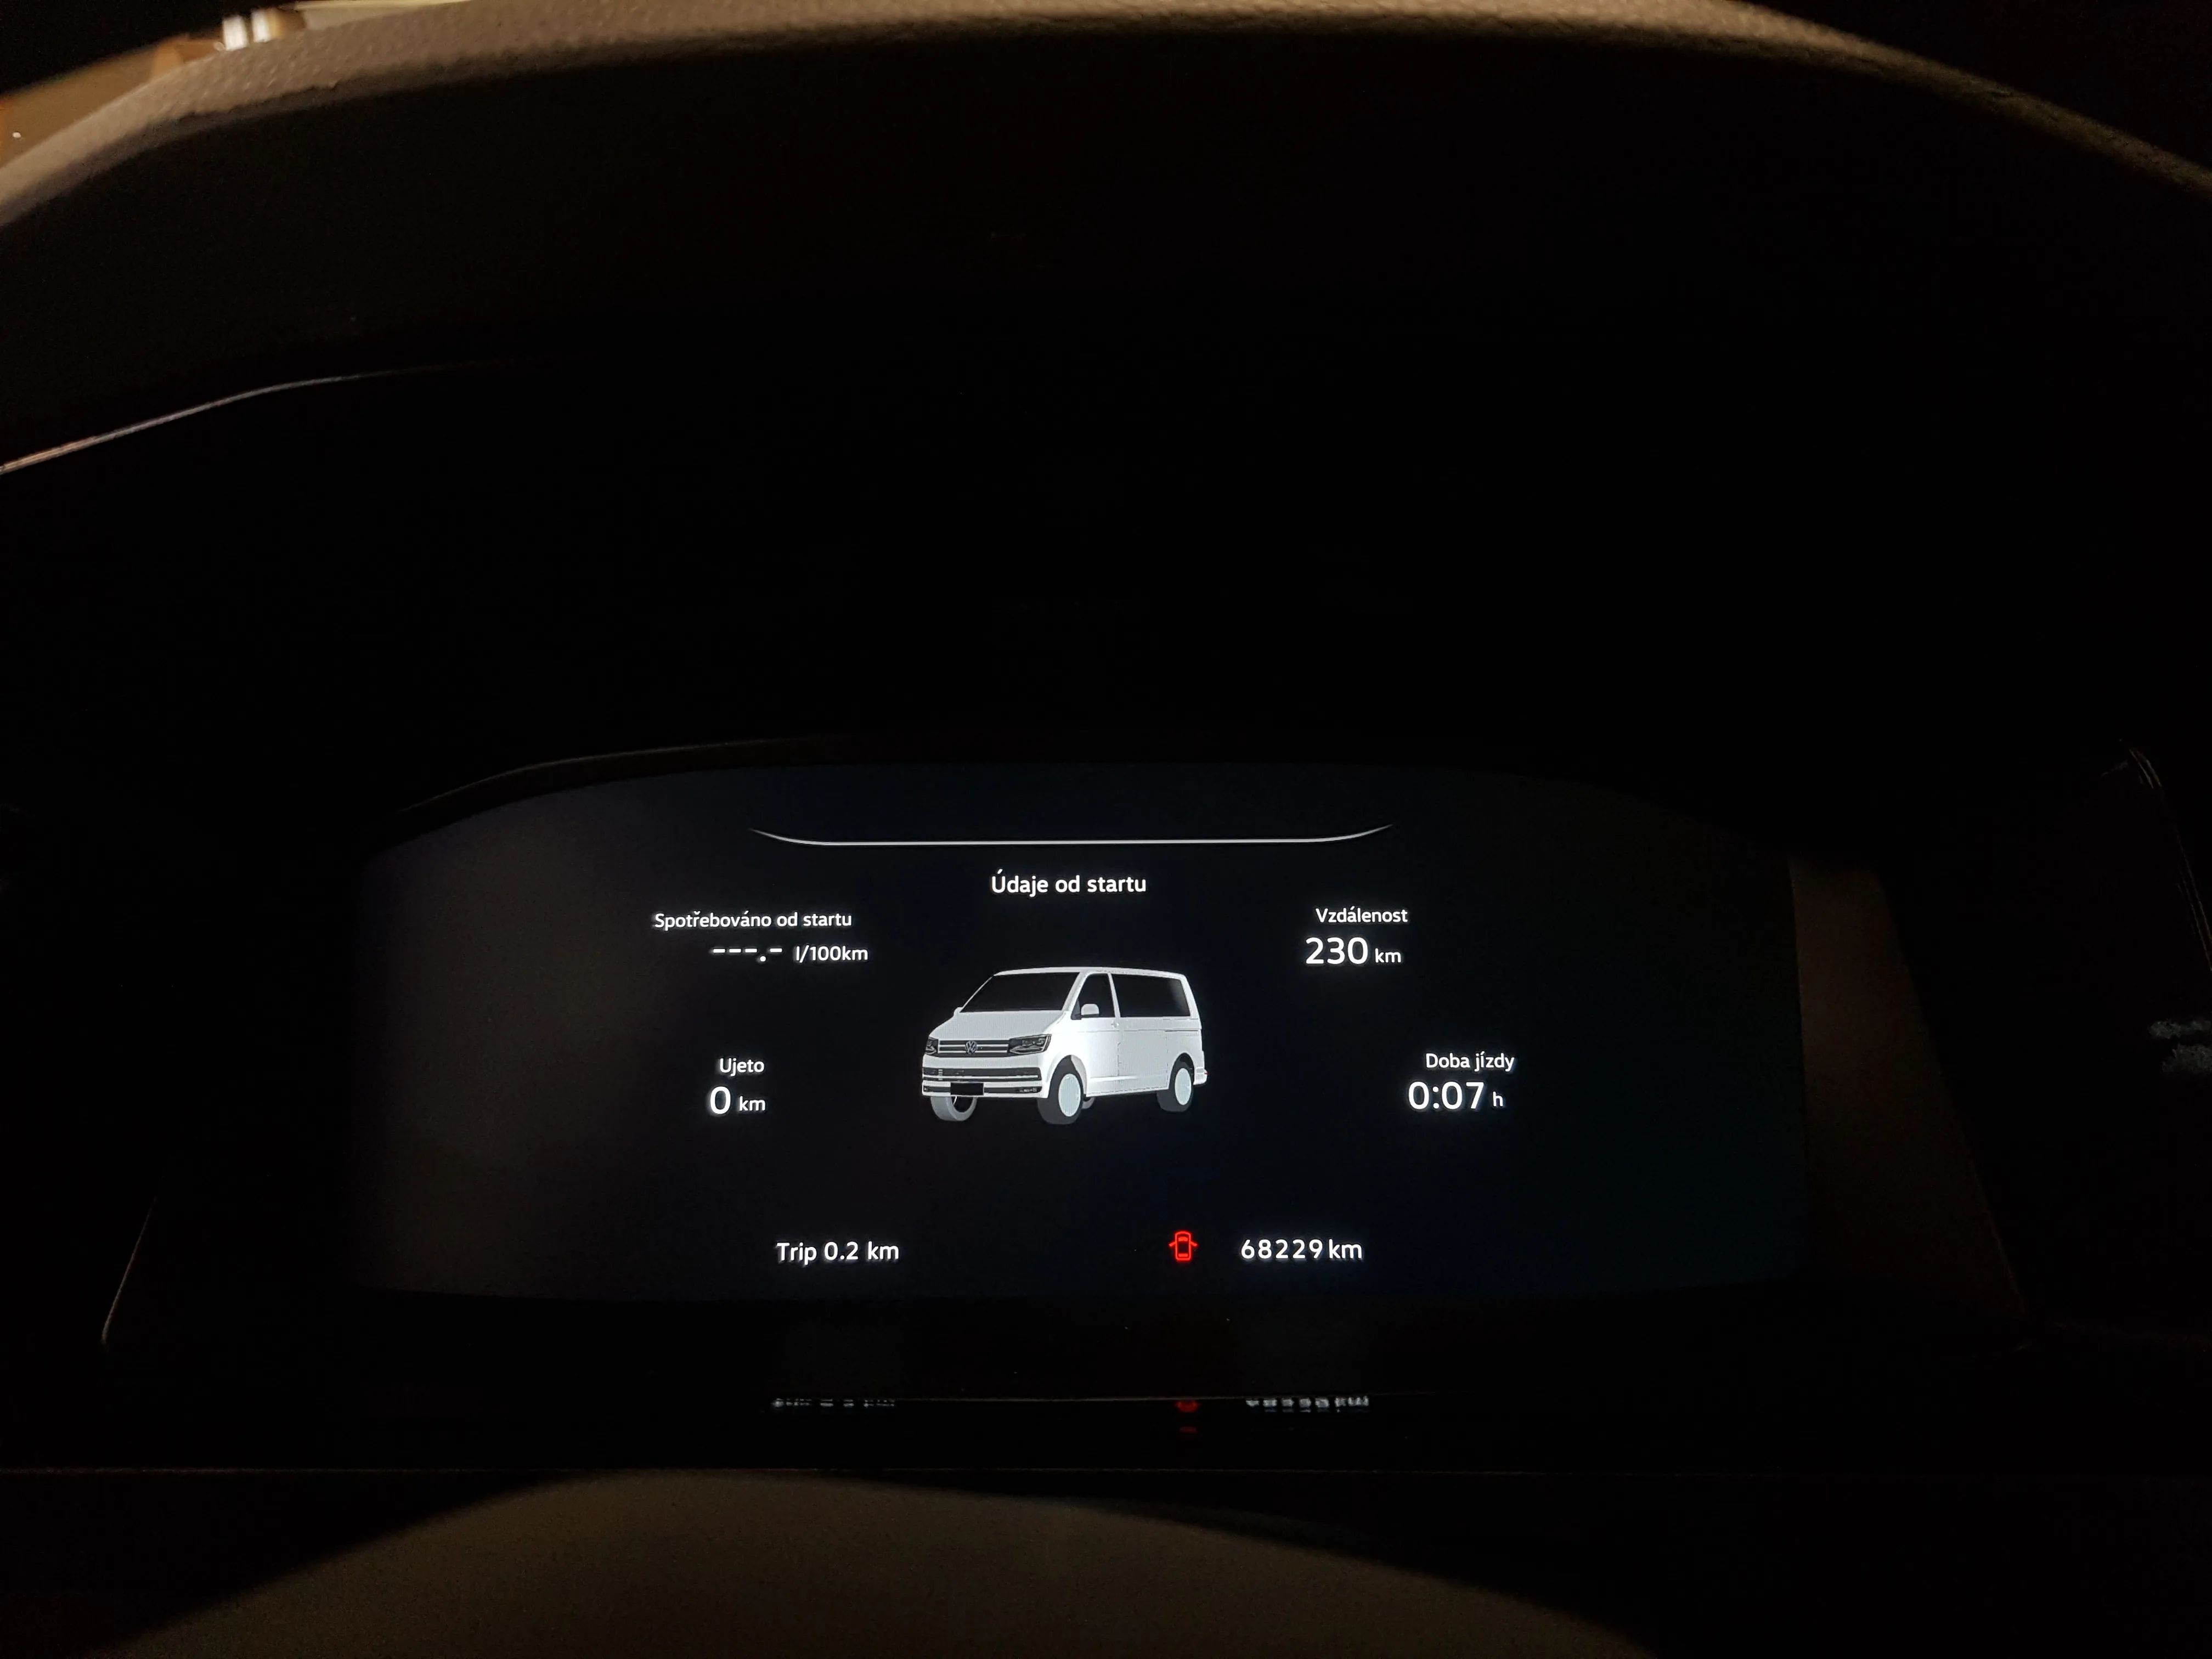 Údaje od startu
Spotřebováno od startu
---.- l/100km
Vzdálenost
230 km
Ujeto
0 km
Doba jízdy
0:07 h
Trip 0.2 km
68229 km